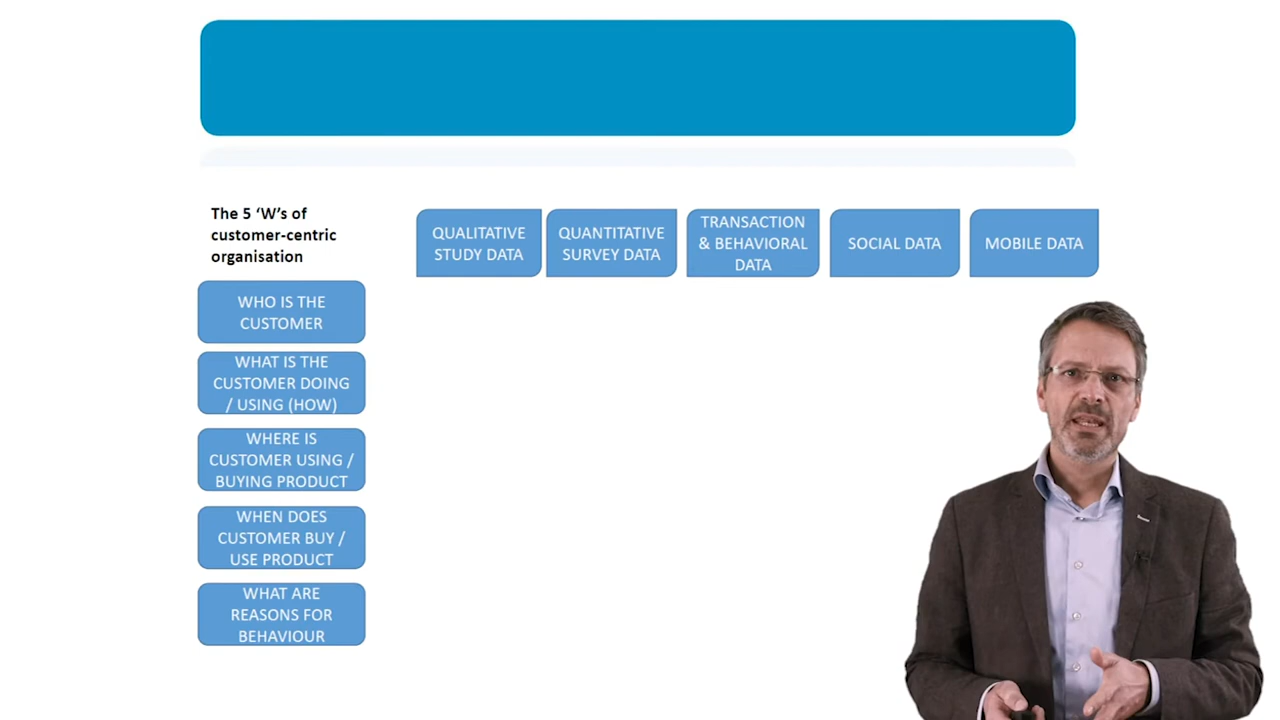 The 5 ‘W’s of
customer-centric
organisation
QUALITATIVE
STUDY DATA
QUANTITATIVE
SURVEY DATA
TRANSACTION
& BEHAVIORAL
DATA
SOCIAL DATA
MOBILE DATA
WHO IS THE
CUSTOMER
WHAT IS THE
CUSTOMER DOING
/ USING (HOW)
WHERE IS
CUSTOMER USING /
BUYING PRODUCT
WHEN DOES
CUSTOMER BUY /
USE PRODUCT
WHAT ARE
REASONS FOR
BEHAVIOUR